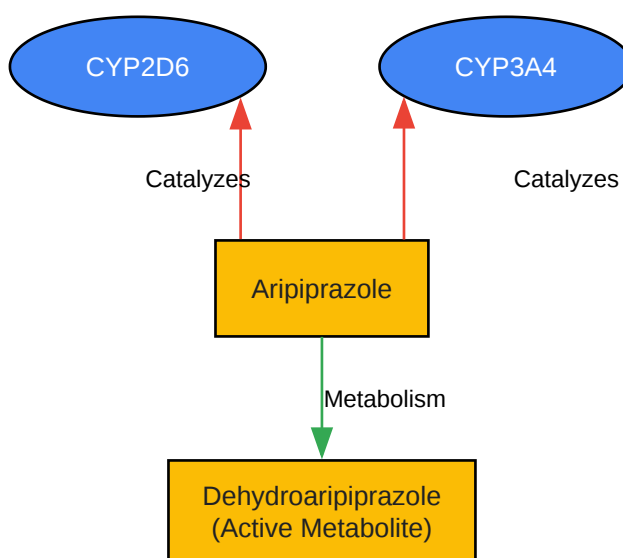 CYP2D6
CYP3A4
Catalyzes
Catalyzes
Aripiprazole
Metabolism
Dehydroaripiprazole
(Active Metabolite)